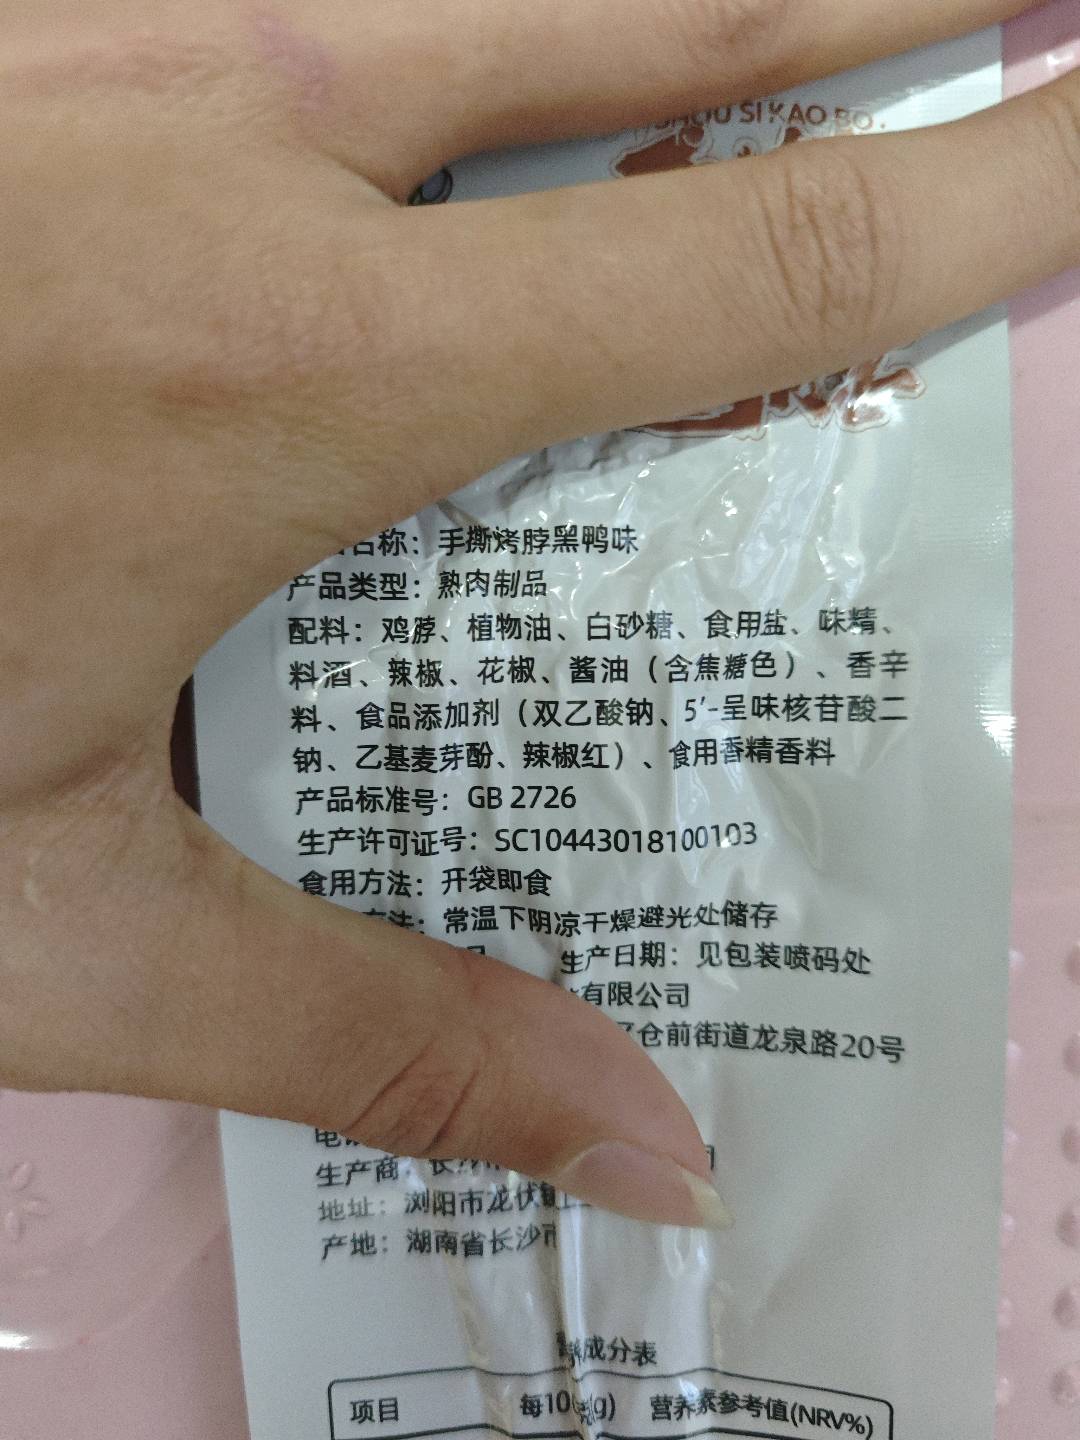 SHOU SI KAO BO
称：手撕烤脖黑鸭味
产品类型：熟肉制品
配料：鸡脖、植物油、白砂糖、食用盐、味精、
料酒、辣椒、花椒、酱油（含焦糖色）、香辛
料、食品添加剂（双乙酸钠、5'-呈味核苷酸二
钠、乙基麦芽酚、辣椒红）、食用香精香料
产品标准号：GB 2726
生产许可证号：SC10443018100103
食用方法：开袋即食
方法：常温下阴凉干燥避光处储存
生产日期：见包装喷码处
有限公司
仓前街道龙泉路20号
生产商：长沙
地址：浏阳市龙伏镇
产地：湖南省长沙市
营养成分表
项目 每100克(g) 营养素参考值(NRV%)